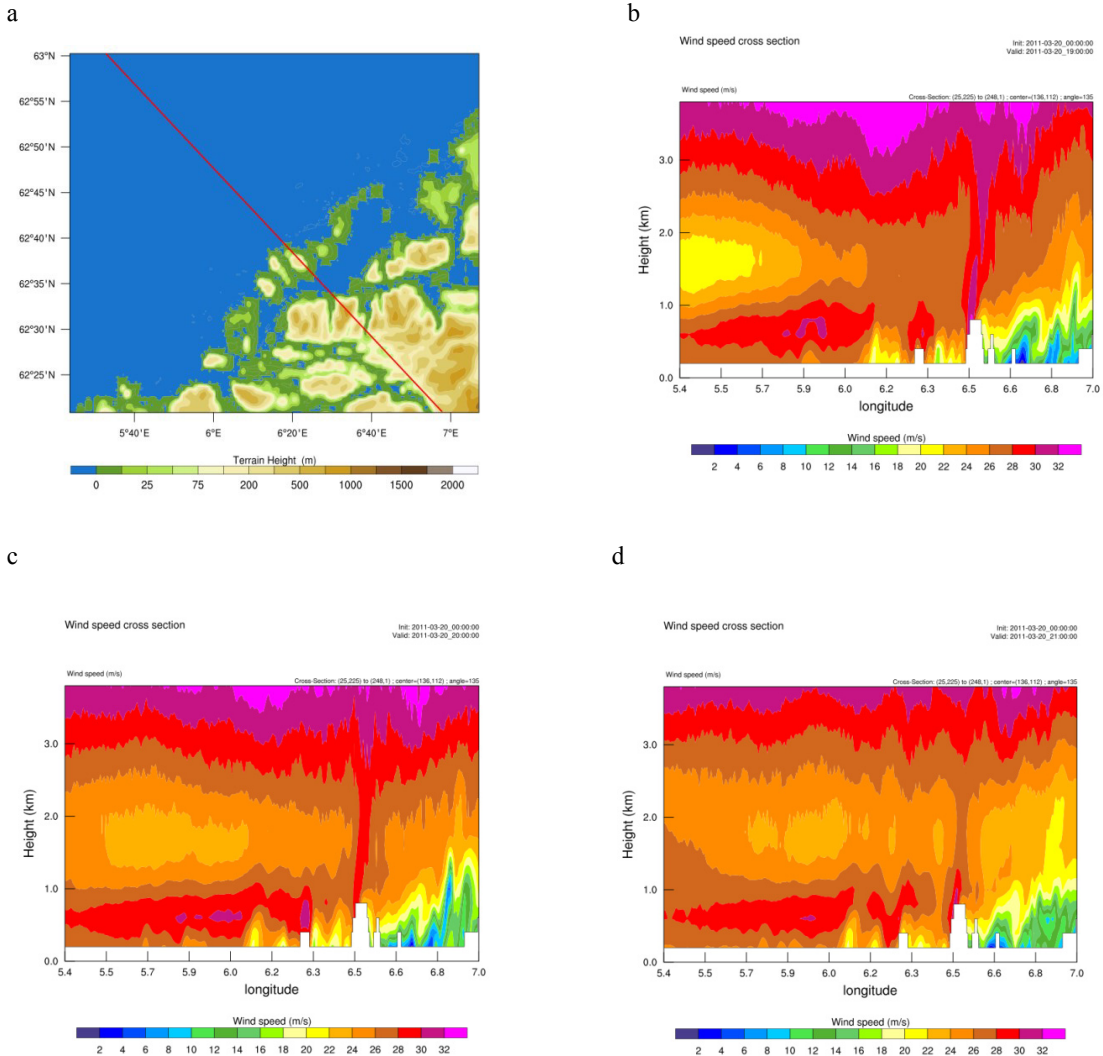 a
63°N
62°55'N
62°50'N
62°45'N
62°40'N
62°35'N
62°30'N
62°25'N
5°40'E 6°E 6°20'E 6°40'E 7°E
Terrain Height (m)
0 25 75 200 500 1000 1500 2000
b
Wind speed cross section
Init: 2011-03-20_00:00:00
Valid: 2011-03-20_19:00:00
Wind speed (m/s)
Cross-Section: (25,225) to (248,1) ; center=(136,112) ; angle=135
3.0
2.0
1.0
0.0
Height (km)
5.4 5.5 5.7 5.8 6.0 6.2 6.3 6.5 6.6 6.8 7.0
longitude
Wind speed (m/s)
2 4 6 8 10 12 14 16 18 20 22 24 26 28 30 32
c
Wind speed cross section
Init: 2011-03-20_00:00:00
Valid: 2011-03-20_20:00:00
Wind speed (m/s)
Cross-Section: (25,225) to (248,1) ; center=(136,112) ; angle=135
3.0
2.0
1.0
0.0
Height (km)
5.4 5.5 5.7 5.8 6.0 6.2 6.3 6.5 6.6 6.8 7.0
longitude
Wind speed (m/s)
2 4 6 8 10 12 14 16 18 20 22 24 26 28 30 32
d
Wind speed cross section
Init: 2011-03-20_00:00:00
Valid: 2011-03-20_21:00:00
Wind speed (m/s)
Cross-Section: (25,225) to (248,1) ; center=(136,112) ; angle=135
3.0
2.0
1.0
0.0
Height (km)
5.4 5.5 5.7 5.9 6.0 6.2 6.3 6.5 6.6 6.8 7.0
longitude
Wind speed (m/s)
2 4 6 8 10 12 14 16 18 20 22 24 26 28 30 32